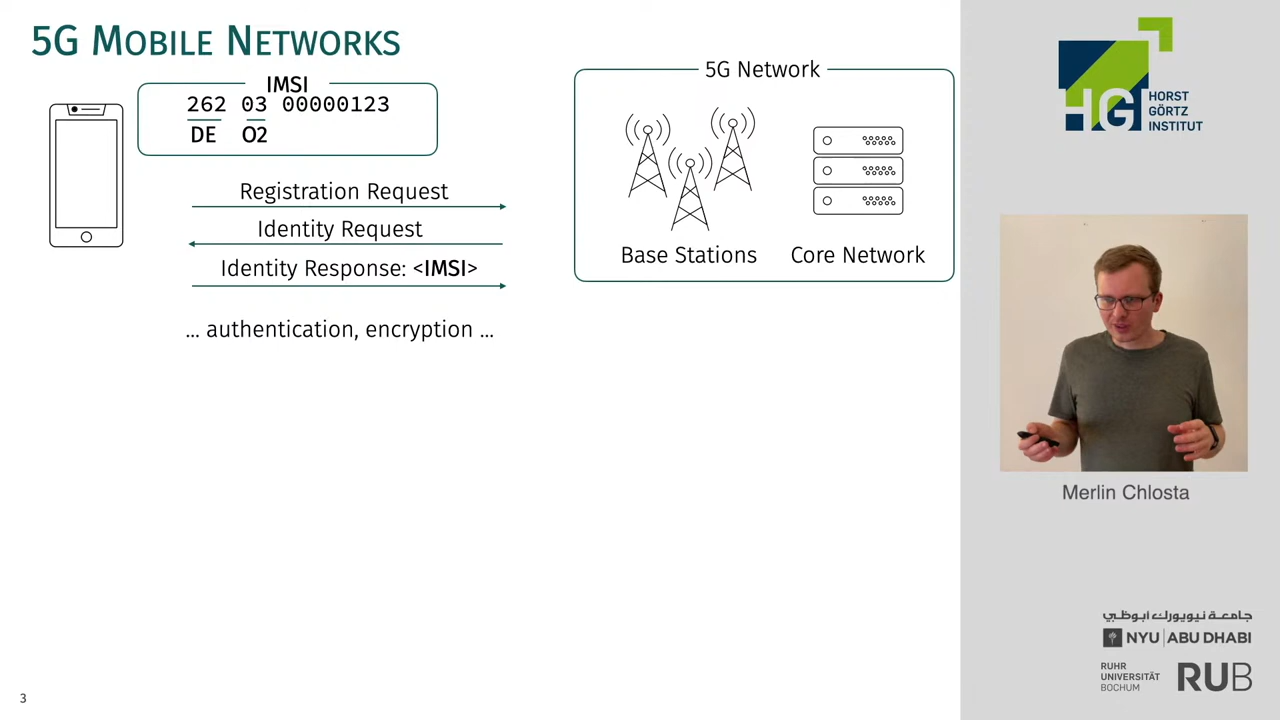 5G MOBILE NETWORKS
IMSI
262 03 00000123
DE O2
Registration Request
Identity Request
Identity Response: <IMSI>
... authentication, encryption ...
5G Network
Base Stations
Core Network
HGI
HORST
GÖRTZ
INSTITUT
Merlin Chlosta
جامعة نيويورك أبوظبي
NYU | ABU DHABI
RUHR
UNIVERSITÄT
BOCHUM
RUB
3